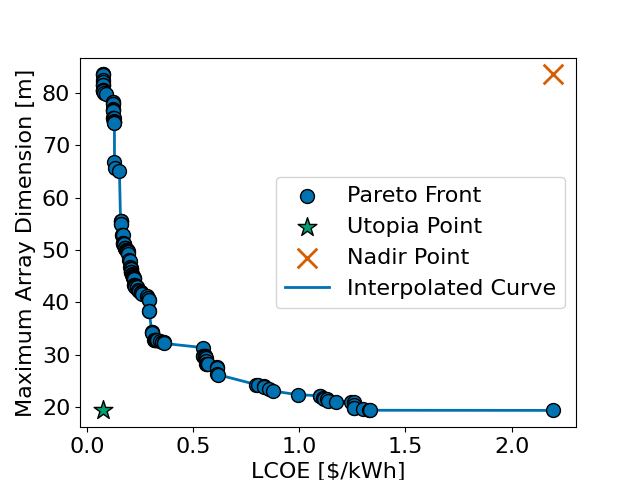 Maximum Array Dimension [m]
80
70
60
50
40
30
20
Pareto Front
Utopia Point
Nadir Point
Interpolated Curve
0.0 0.5 1.0 1.5 2.0
LCOE [$/kWh]